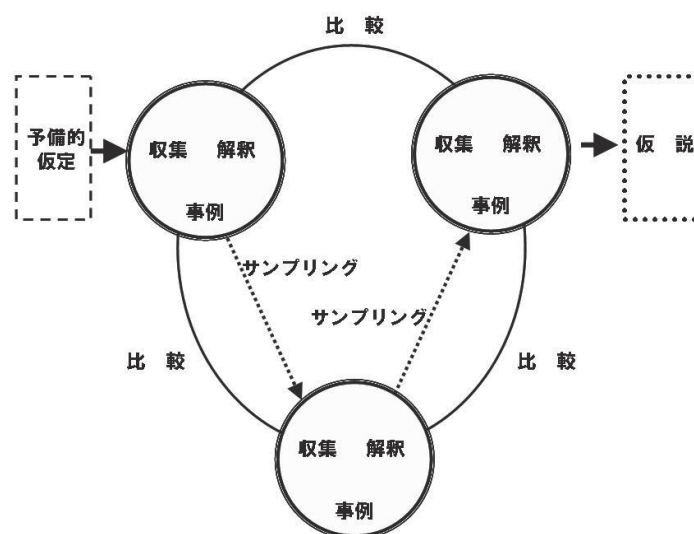 比 較
予備的
仮定
収集 解釈
事例
収集 解釈
事例
仮 説
サンプリング
サンプリング
比 較
比 較
収集 解釈
事例